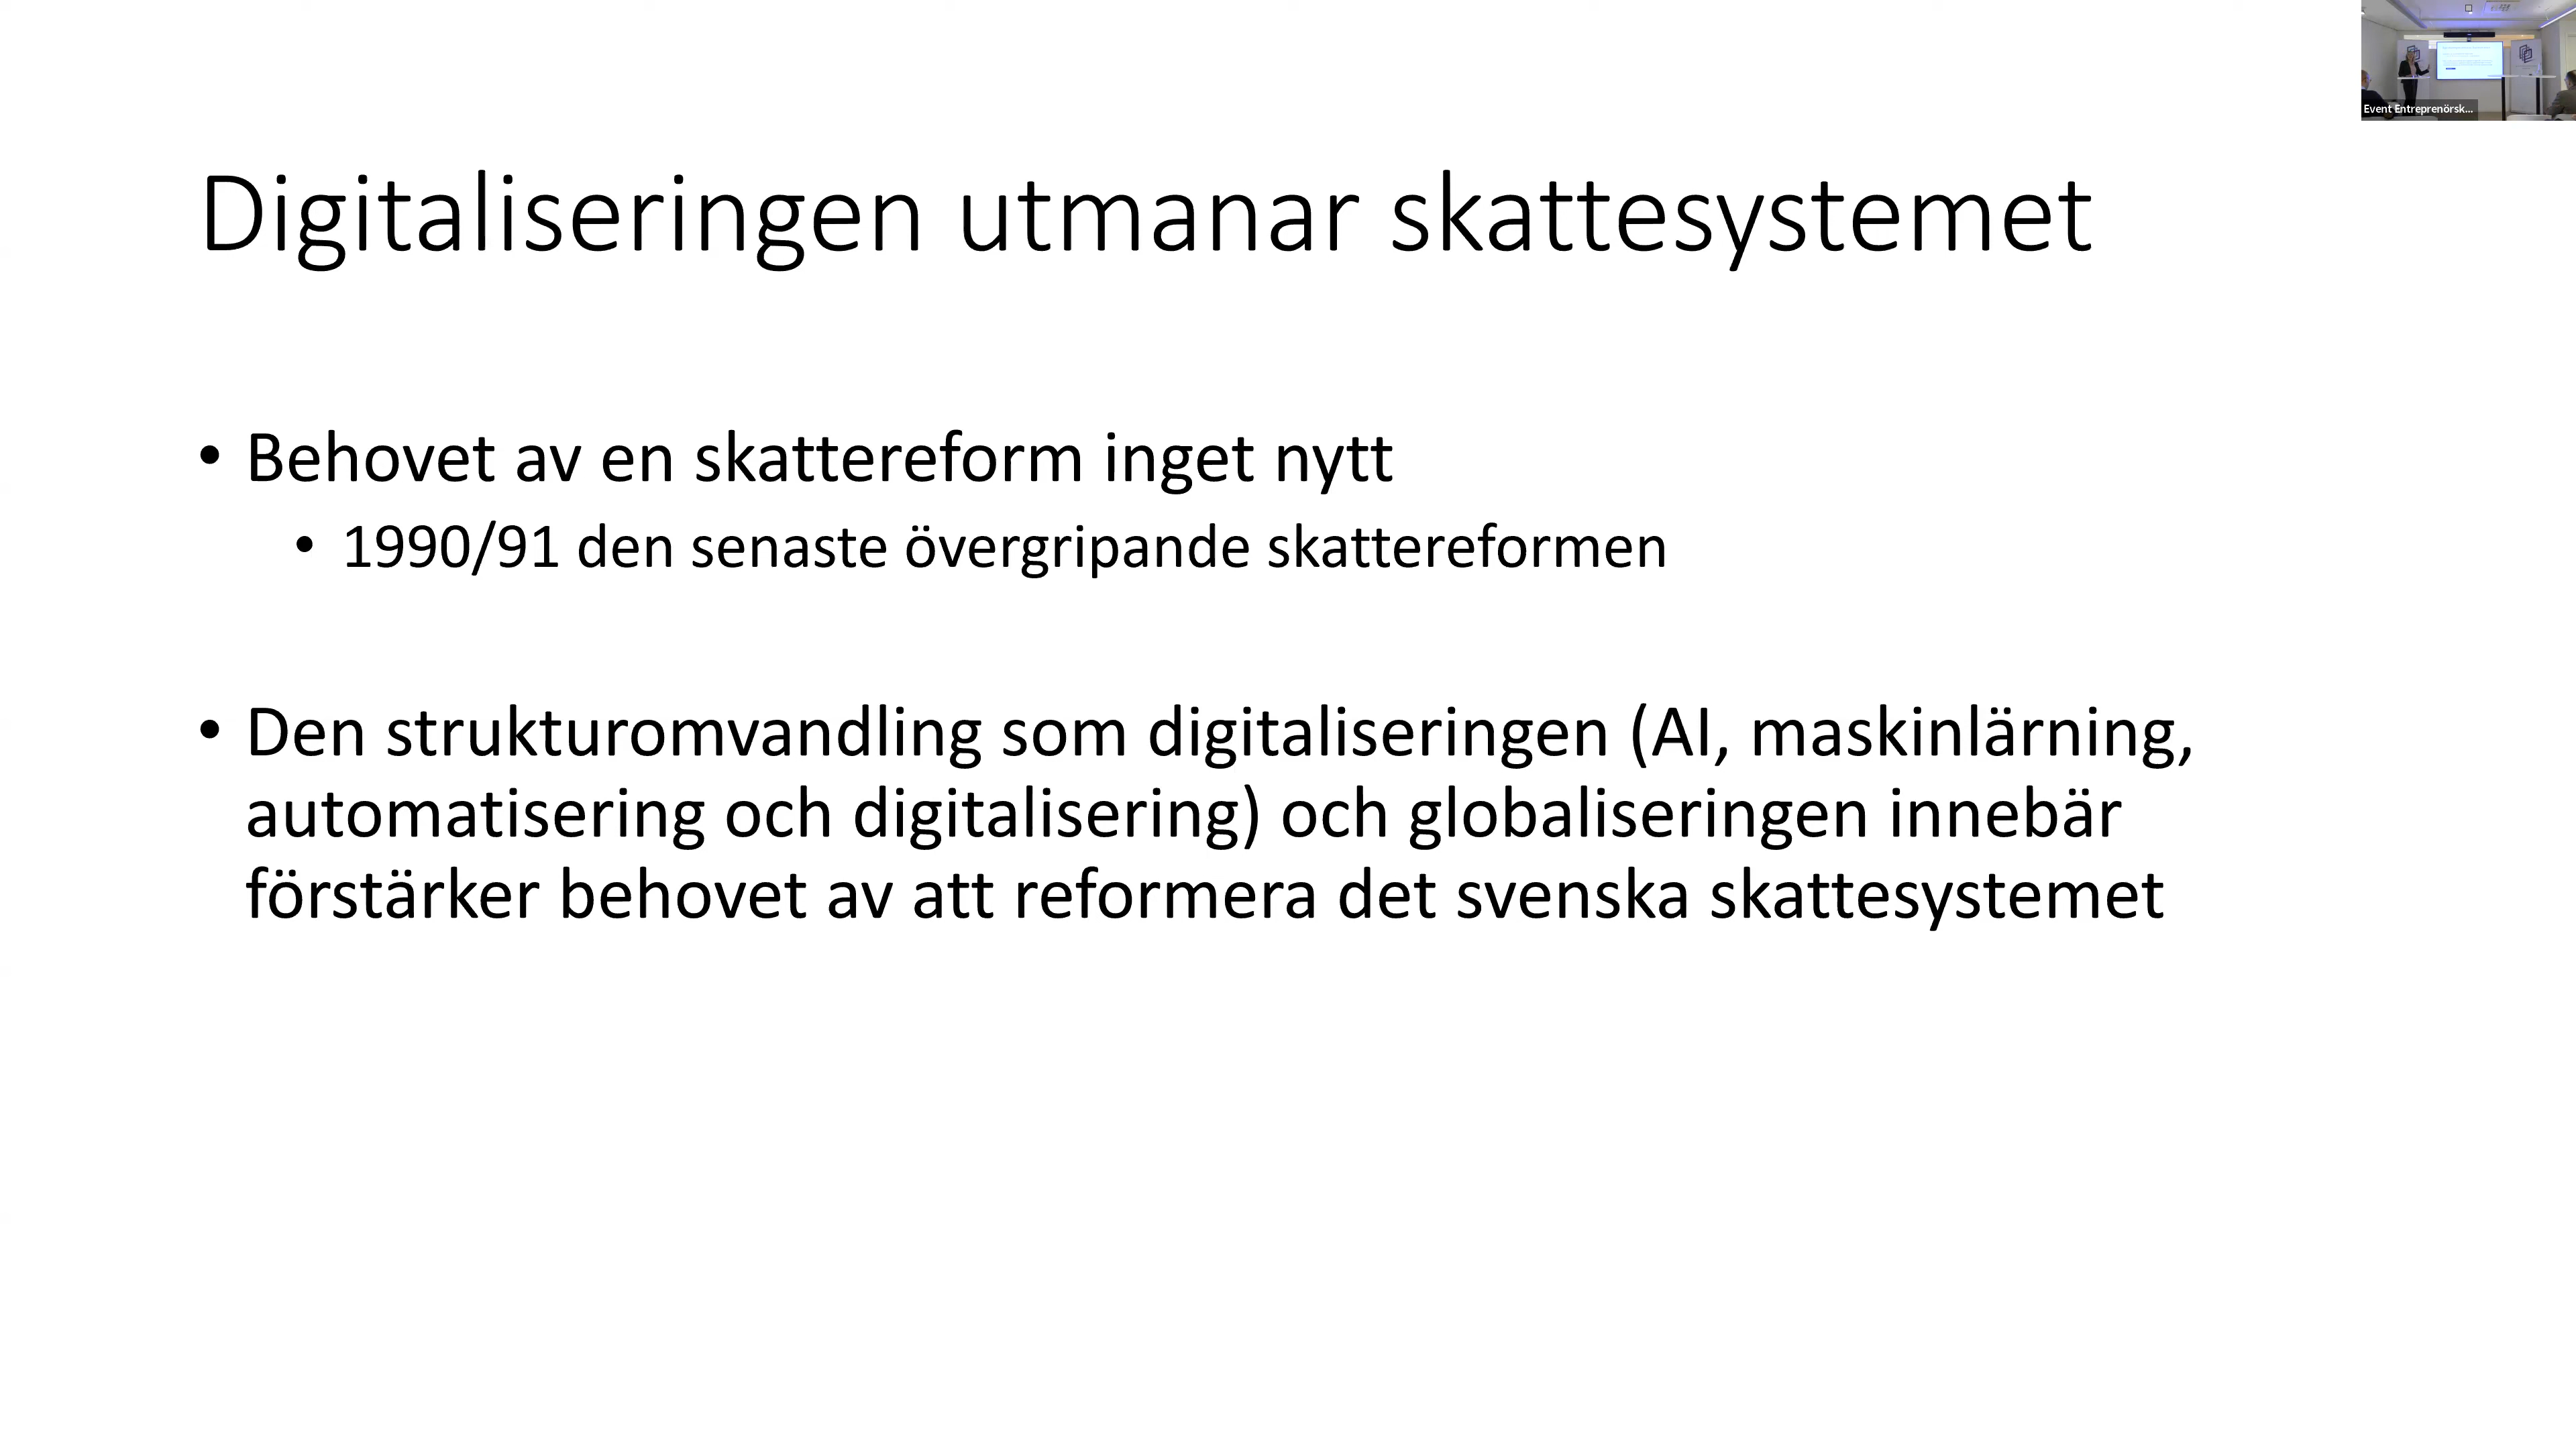 Event Entreprenörsk...
Digitaliseringen utmanar skattesystemet
• Behovet av en skattereform inget nytt
• 1990/91 den senaste övergripande skattereformen
• Den strukturomvandling som digitaliseringen (AI, maskinlärning,
automatisering och digitalisering) och globaliseringen innebär
förstärker behovet av att reformera det svenska skattesystemet